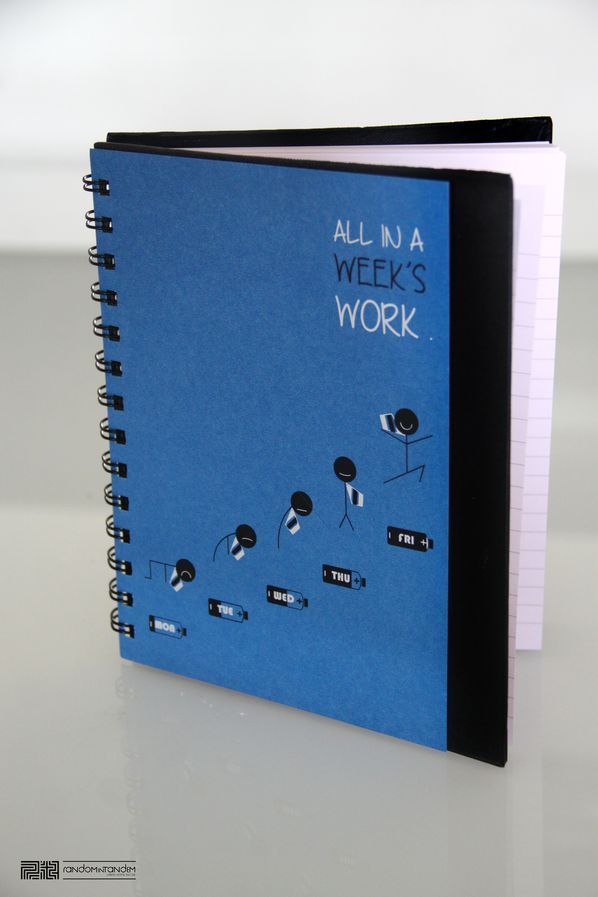 ALL IN A
WEEK'S
WORK.
FRI
THU
WED
TUE
MON
randomintandem